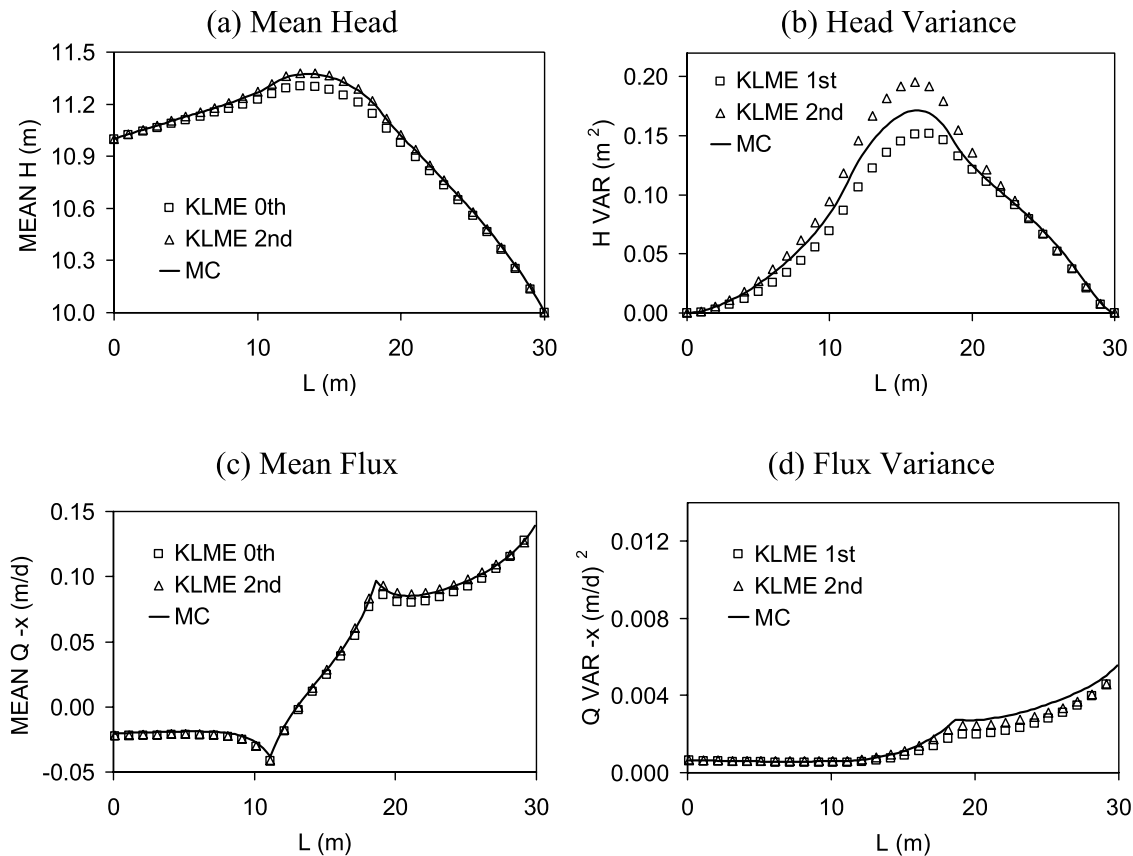 (a) Mean Head
MEAN H (m)
11.5
11.2
10.9
10.6
10.3
10.0
KLME 0th
KLME 2nd
MC
0 10 20 30
L (m)
(b) Head Variance
H VAR (m 2)
0.20
0.15
0.10
0.05
0.00
KLME 1st
KLME 2nd
MC
0 10 20 30
L (m)
(c) Mean Flux
MEAN Q -x (m/d)
0.15
0.10
0.05
0.00
-0.05
KLME 0th
KLME 2nd
MC
0 10 20 30
L (m)
(d) Flux Variance
Q VAR -x (m/d) 2
0.012
0.008
0.004
0.000
KLME 1st
KLME 2nd
MC
0 10 20 30
L (m)